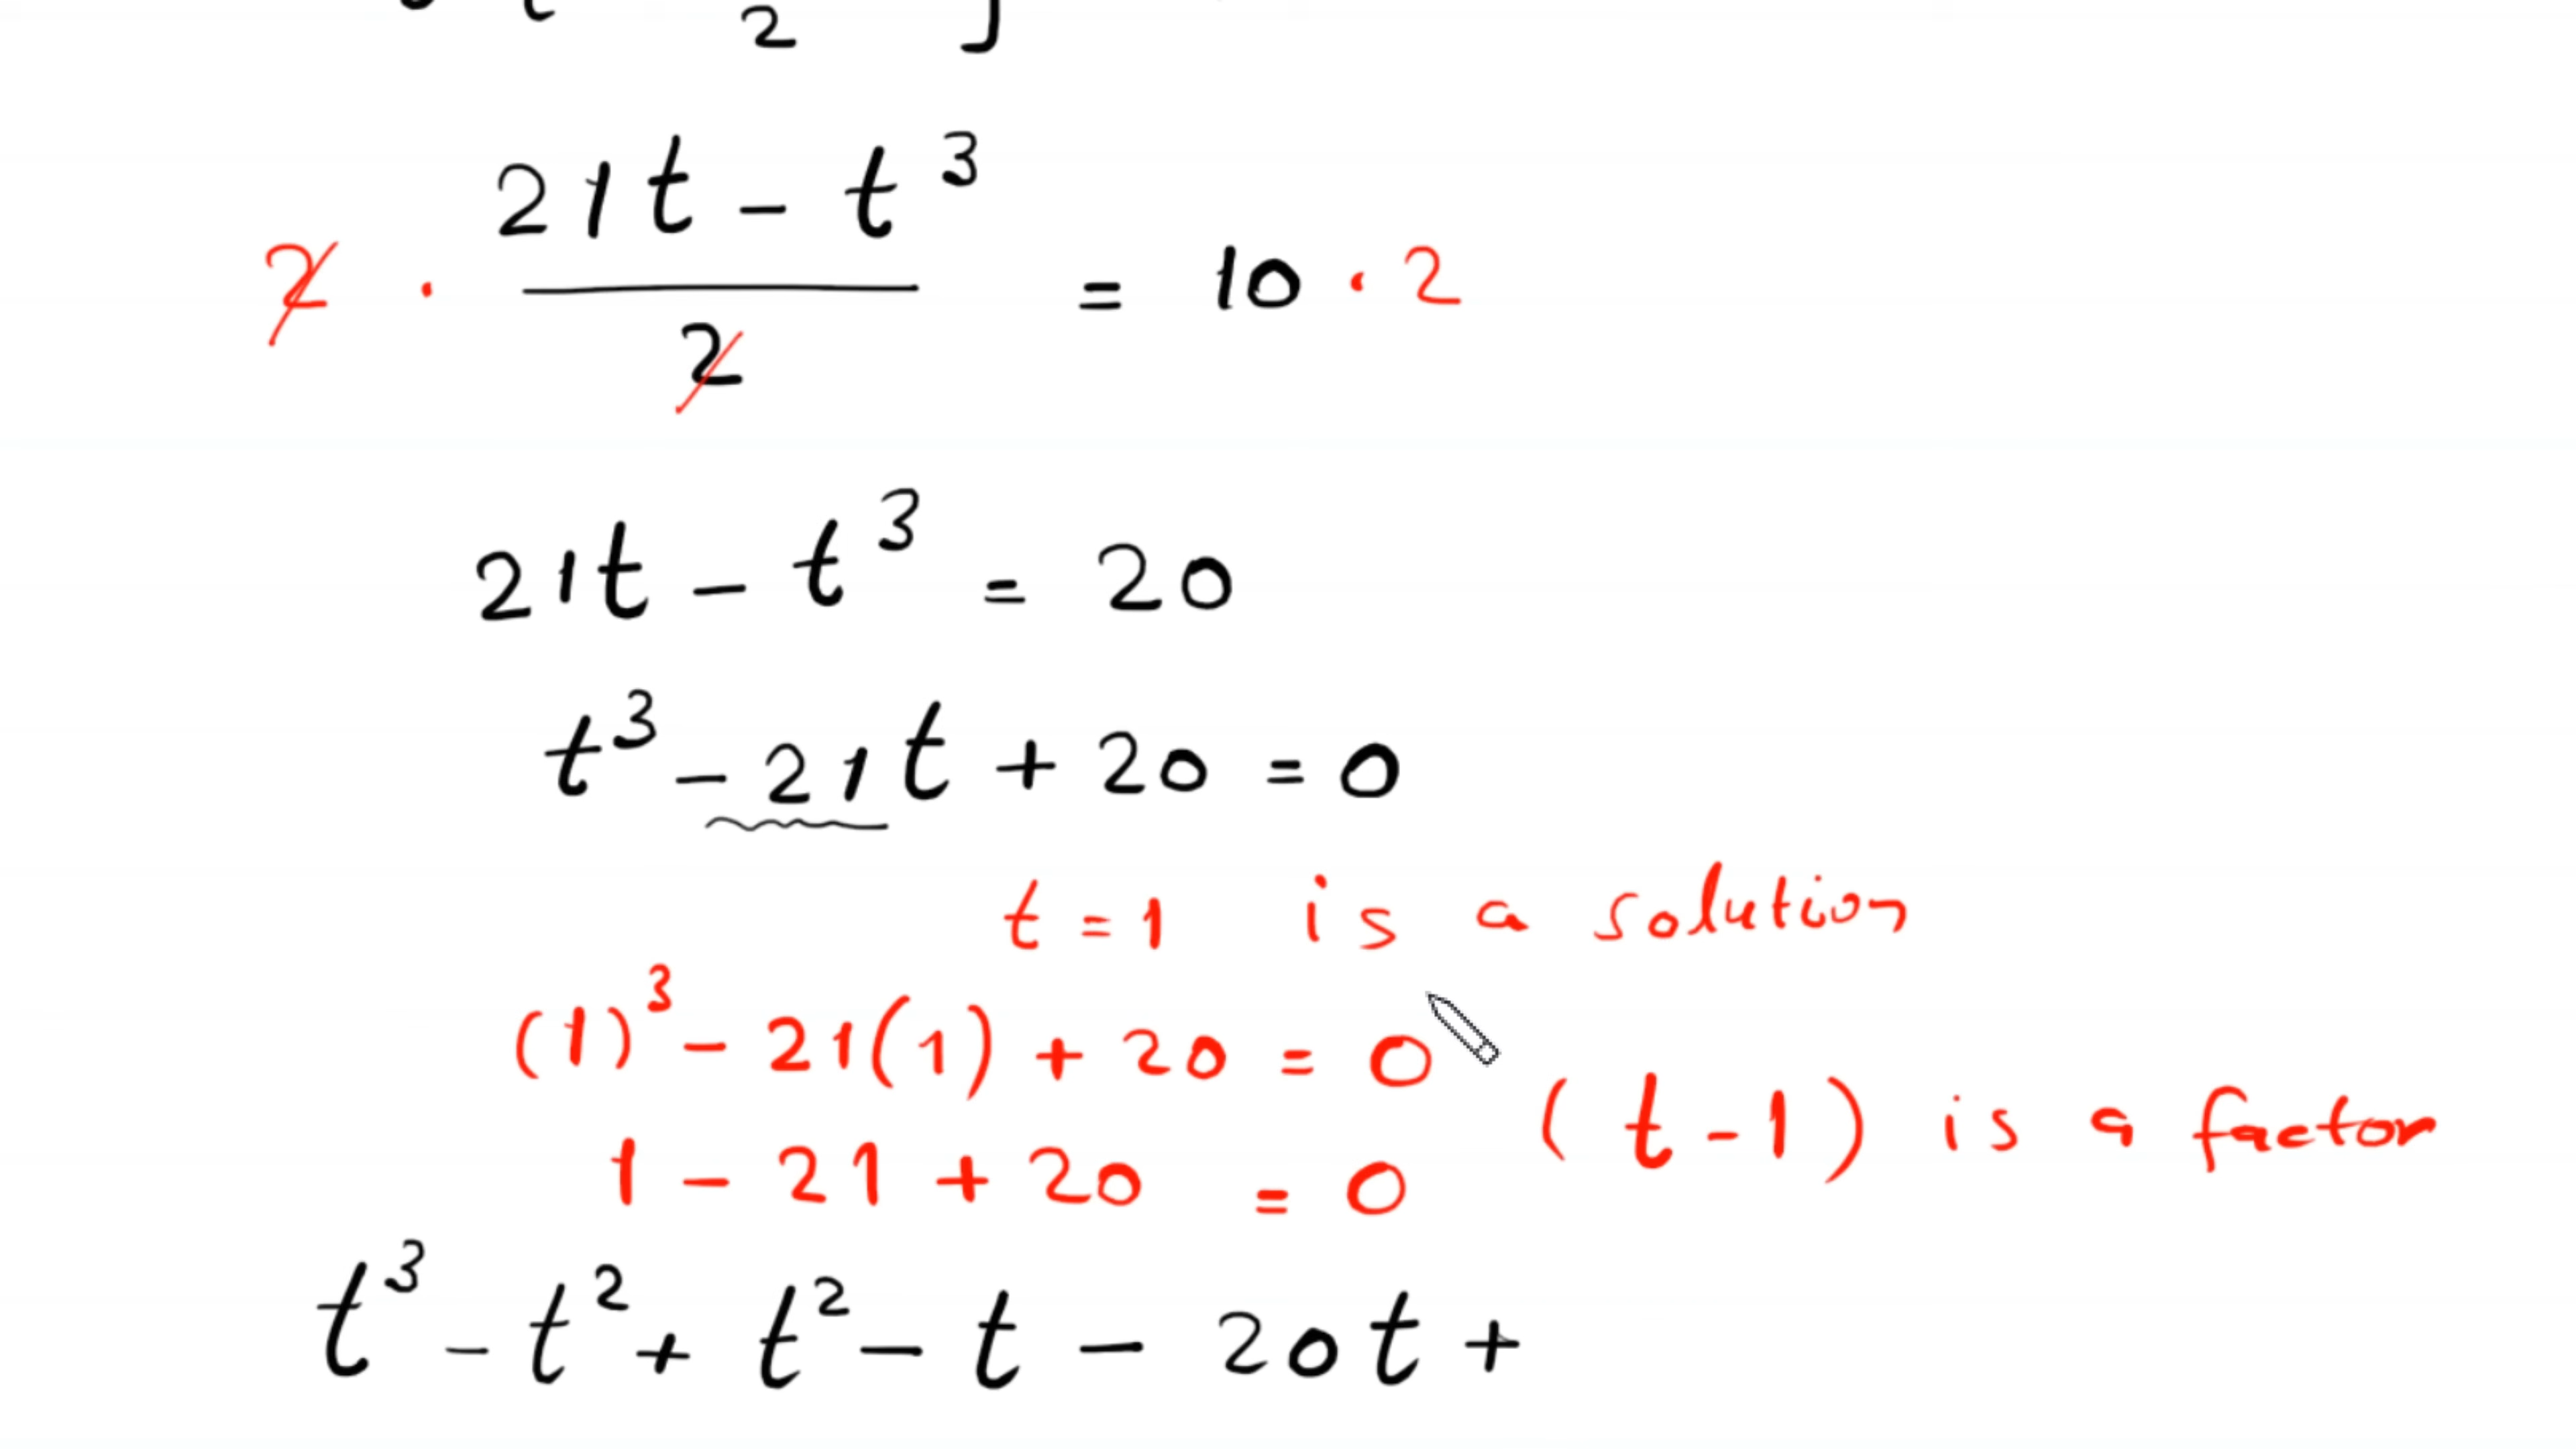 2
2 · (21t - t³)/2 = 10 · 2
21t - t³ = 20
t³ - 21t + 20 = 0
t = 1 is a solution
(1)³ - 21(1) + 20 = 0
(t - 1) is a factor
1 - 21 + 20 = 0
t³ - t² + t² - t - 20t +